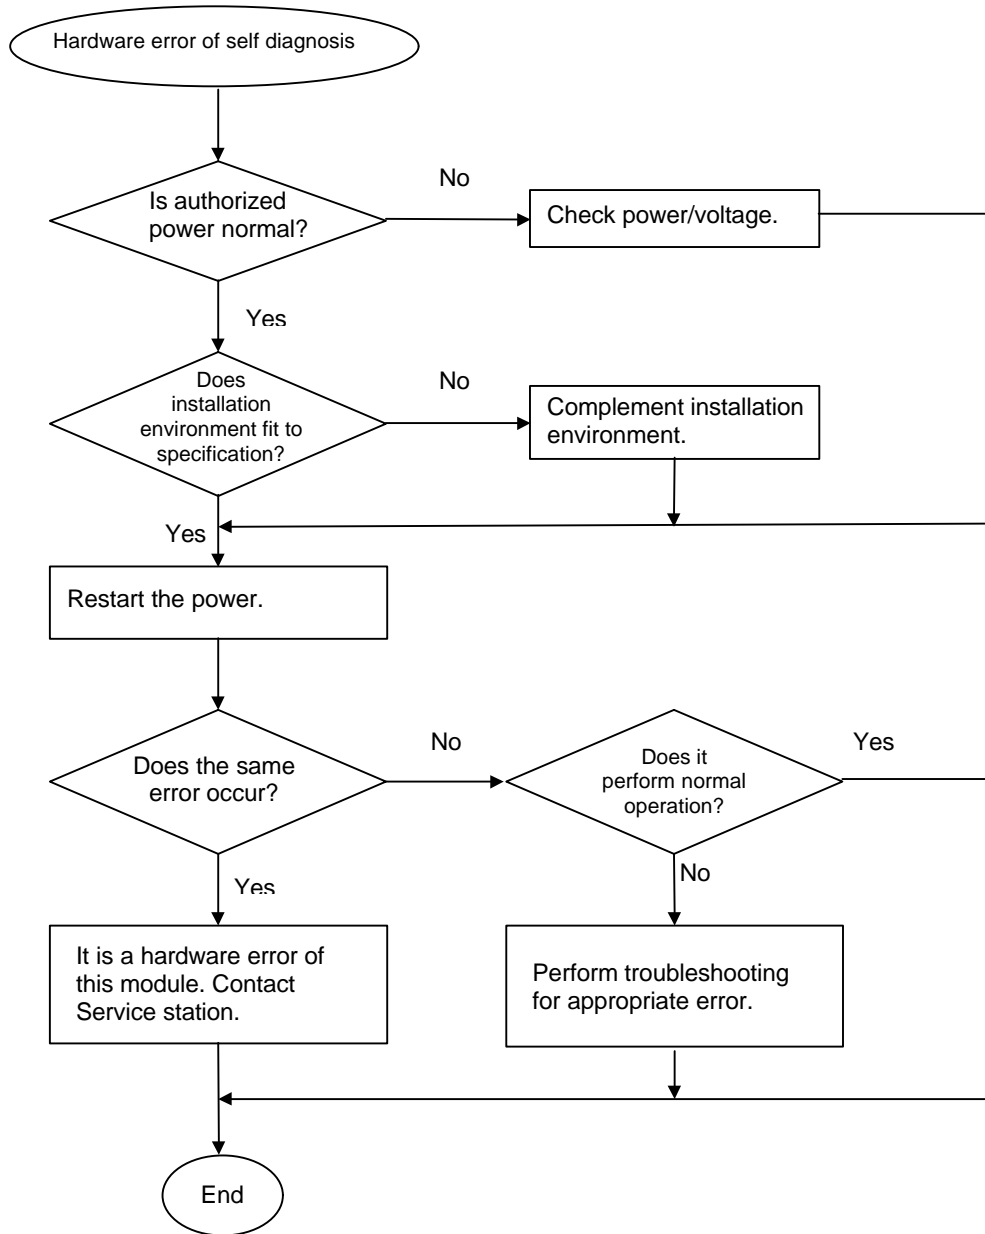 Hardware error of self diagnosis
Is authorized
power normal?
No
Check power/voltage.
Yes
Does
installation
environment fit to
specification?
No
Complement installation
environment.
Yes
Restart the power.
Does the same
error occur?
No
Does it
perform normal
operation?
Yes
Yes
No
It is a hardware error of
this module. Contact
Service station.
Perform troubleshooting
for appropriate error.
End